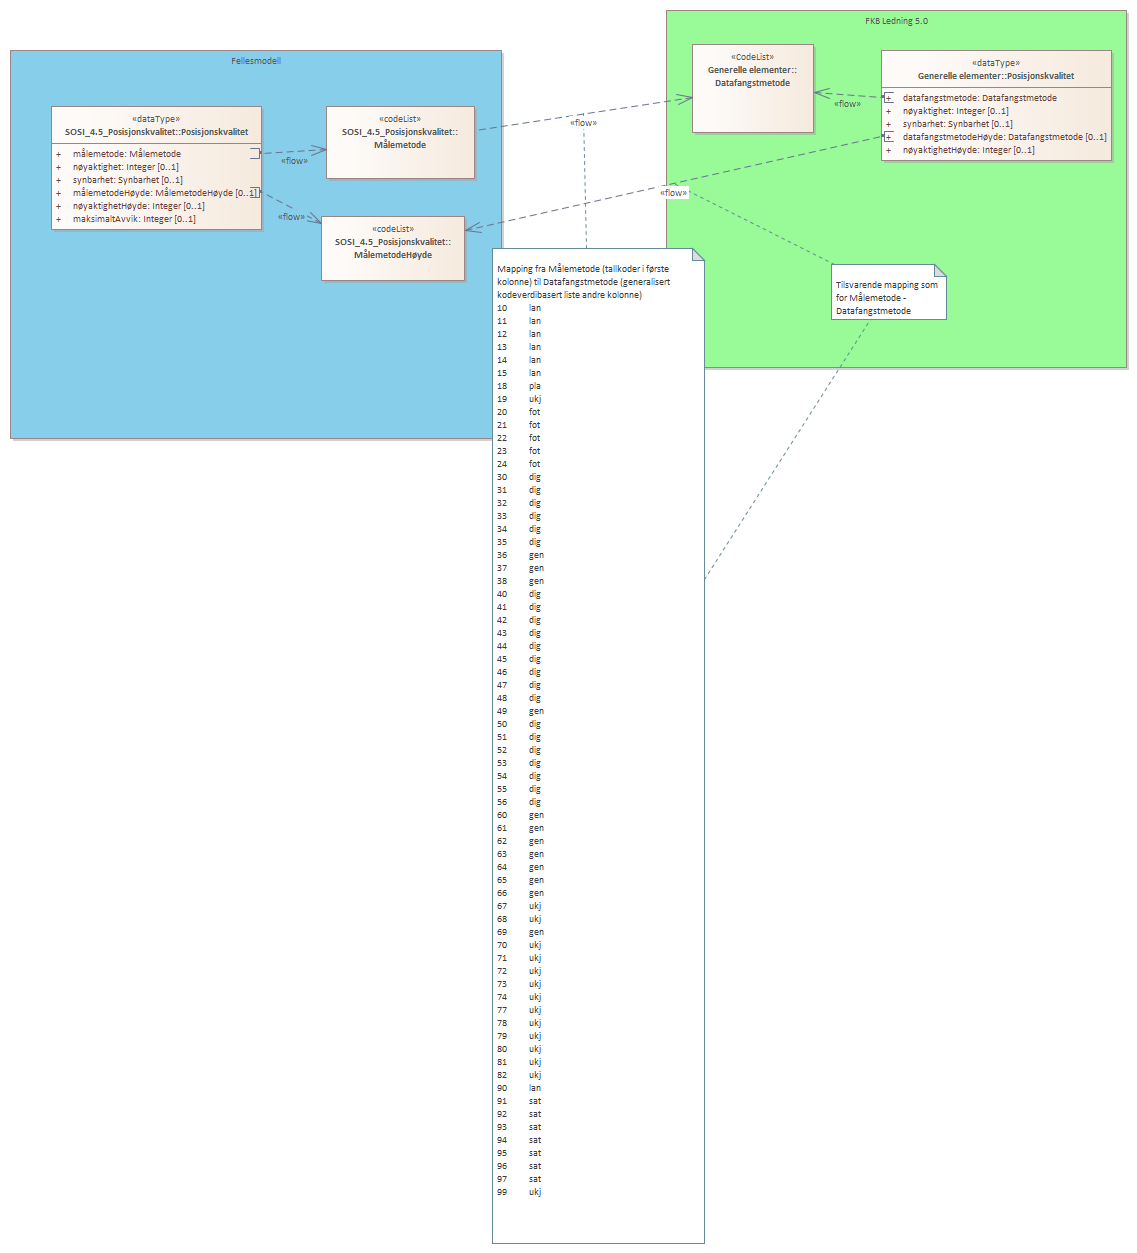 FKB Ledning 5.0
Fellesmodell
«dataType»
SOSI_4.5_Posisjonskvalitet::Posisjonskvalitet
+ målemetode: Målemetode
+ nøyaktighet: Integer [0..1]
+ synbarhet: Synbarhet [0..1]
+ målemetodeHøyde: MålemetodeHøyde [0..1]
+ nøyaktighetHøyde: Integer [0..1]
+ maksimaltAvvik: Integer [0..1]
«flow»
«flow»
«codeList»
SOSI_4.5_Posisjonskvalitet::
Målemetode
«codeList»
SOSI_4.5_Posisjonskvalitet::
MålemetodeHøyde
«flow»
«flow»
«CodeList»
Generelle elementer::
Datafangstmetode
«flow»
«dataType»
Generelle elementer::Posisjonskvalitet
+ datafangstmetode: Datafangstmetode
+ nøyaktighet: Integer [0..1]
+ synbarhet: Synbarhet [0..1]
+ datafangstmetodeHøyde: Datafangstmetode [0..1]
+ nøyaktighetHøyde: Integer [0..1]
Tilsvarende mapping som
for Målemetode -
Datafangstmetode
Mapping fra Målemetode (tallkoder i første
kolonne) til Datafangstmetode (generalisert
kodeverdibasert liste andre kolonne)
10 lan
11 lan
12 lan
13 lan
14 lan
15 lan
18 pla
19 ukj
20 fot
21 fot
22 fot
23 fot
24 fot
30 dig
31 dig
32 dig
33 dig
34 dig
35 dig
36 gen
37 gen
38 gen
40 dig
41 dig
42 dig
43 dig
44 dig
45 dig
46 dig
47 dig
48 dig
49 gen
50 dig
51 dig
52 dig
53 dig
54 dig
55 dig
56 dig
60 gen
61 gen
62 gen
63 gen
64 gen
65 gen
66 gen
67 ukj
68 ukj
69 gen
70 ukj
71 ukj
72 ukj
73 ukj
74 ukj
77 ukj
78 ukj
79 ukj
80 ukj
81 ukj
82 ukj
90 lan
91 sat
92 sat
93 sat
94 sat
95 sat
96 sat
97 sat
99 ukj